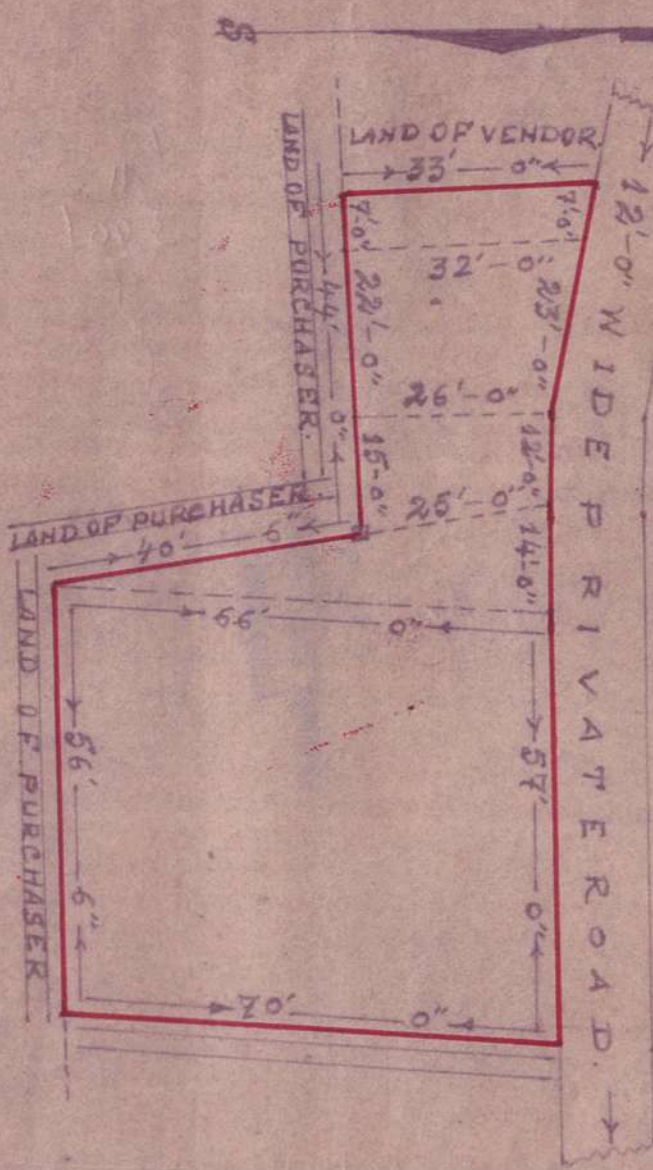 S
LAND OF VENDOR.
33' 0"
12'-0" WIDE PRIVATE ROAD.
LAND OF PURCHASER.
7'-0"
7'-0"
32'-0"
44' 0"
22'-0"
23'-0"
26'-0"
15-0"
12'-0"
25'-0"
14'-0"
LAND OF PURCHASER.
40' 6"
66' 0"
LAND OF PURCHASER
56' 6"
57' 0"
70' 0"